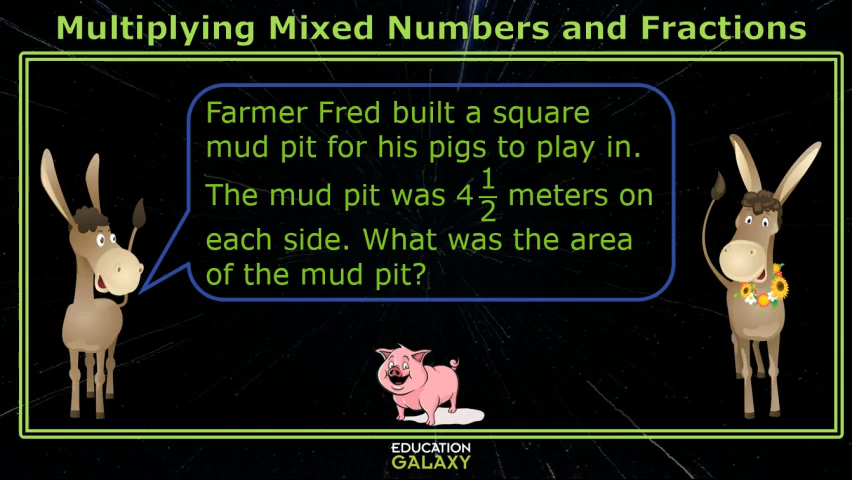 Multiplying Mixed Numbers and Fractions
Farmer Fred built a square
mud pit for his pigs to play in.
The mud pit was 4 1/2 meters on
each side. What was the area
of the mud pit?
EDUCATION
GALAXY